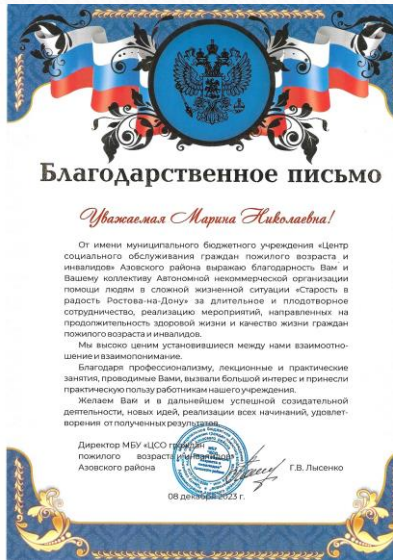 Благодарственное письмо
Уважаемая Марина Николаевна!
От имени муниципального бюджетного учреждения «Центр
социального обслуживания граждан пожилого возраста и
инвалидов» Азовского района выражаю благодарность Вам и
Вашему коллективу Автономной некоммерческой организации
помощи людям в сложной жизненной ситуации «Старость в
радость Ростова-на-Дону» за длительное и плодотворное
сотрудничество, реализацию мероприятий, направленных на
продолжительность здоровой жизни и качество жизни граждан
пожилого возраста и инвалидов.
Мы высоко ценим установившиеся между нами взаимоотно-
шение и взаимопонимание.
Благодаря профессионализму, лекционные и практические
занятия, проводимые Вами, вызвали большой интерес и принесли
практическую пользу работникам нашего учреждения.
Желаем Вам и в дальнейшем успешной созидательной
деятельности, новых идей, реализации всех начинаний, удовлет-
ворения от полученных результатов.
Директор МБУ «ЦСО граждан
пожилого возраста и инвалидов»
Азовского района Г.В. Лысенко
08 декабря 2023 г.